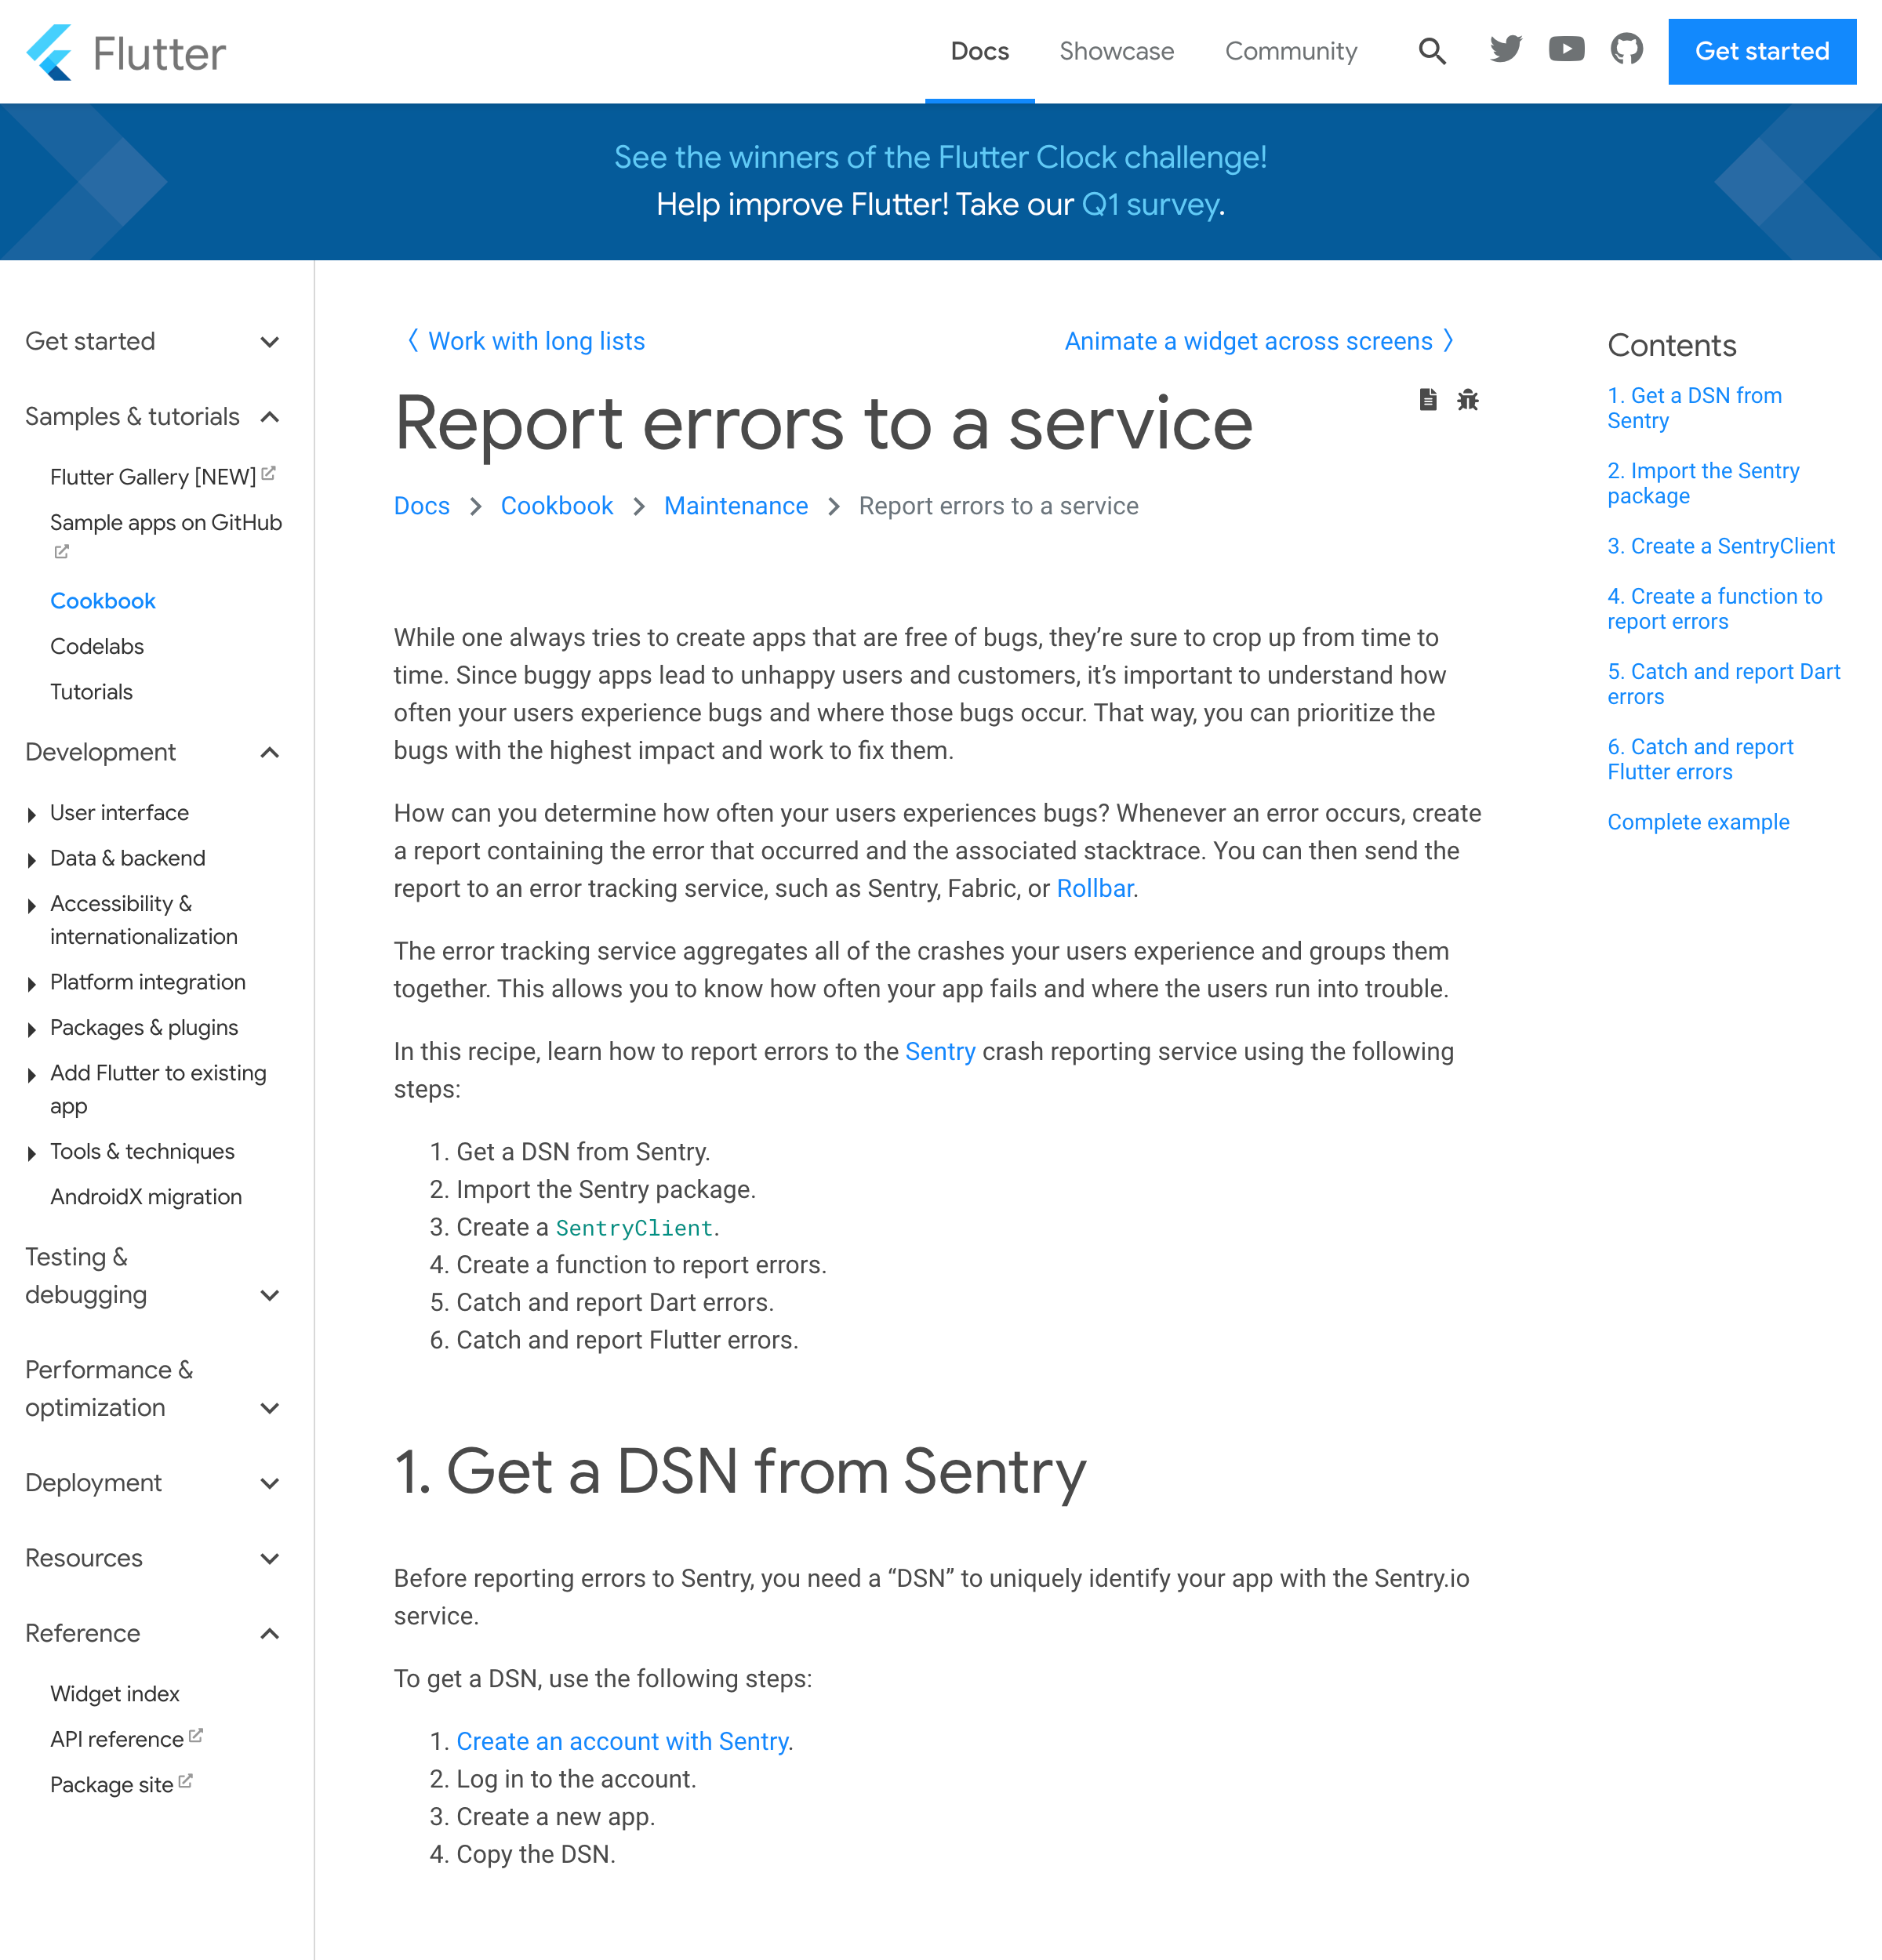 Flutter
Docs
Showcase
Community
Get started
See the winners of the Flutter Clock challenge!
Help improve Flutter! Take our Q1 survey.
Get started
Samples & tutorials
Flutter Gallery [NEW]
Sample apps on GitHub
Cookbook
Codelabs
Tutorials
Development
User interface
Data & backend
Accessibility &
internationalization
Platform integration
Packages & plugins
Add Flutter to existing
app
Tools & techniques
AndroidX migration
Testing &
debugging
Performance &
optimization
Deployment
Resources
Reference
Widget index
API reference
Package site
Work with long lists
Animate a widget across screens
Report errors to a service
Docs
Cookbook
Maintenance
Report errors to a service
While one always tries to create apps that are free of bugs, they’re sure to crop up from time to
time. Since buggy apps lead to unhappy users and customers, it’s important to understand how
often your users experience bugs and where those bugs occur. That way, you can prioritize the
bugs with the highest impact and work to fix them.
How can you determine how often your users experiences bugs? Whenever an error occurs, create
a report containing the error that occurred and the associated stacktrace. You can then send the
report to an error tracking service, such as Sentry, Fabric, or Rollbar.
The error tracking service aggregates all of the crashes your users experience and groups them
together. This allows you to know how often your app fails and where the users run into trouble.
In this recipe, learn how to report errors to the Sentry crash reporting service using the following
steps:
1. Get a DSN from Sentry.
2. Import the Sentry package.
3. Create a SentryClient.
4. Create a function to report errors.
5. Catch and report Dart errors.
6. Catch and report Flutter errors.
1. Get a DSN from Sentry
Before reporting errors to Sentry, you need a “DSN” to uniquely identify your app with the Sentry.io
service.
To get a DSN, use the following steps:
1. Create an account with Sentry.
2. Log in to the account.
3. Create a new app.
4. Copy the DSN.
Contents
1. Get a DSN from
Sentry
2. Import the Sentry
package
3. Create a SentryClient
4. Create a function to
report errors
5. Catch and report Dart
errors
6. Catch and report
Flutter errors
Complete example